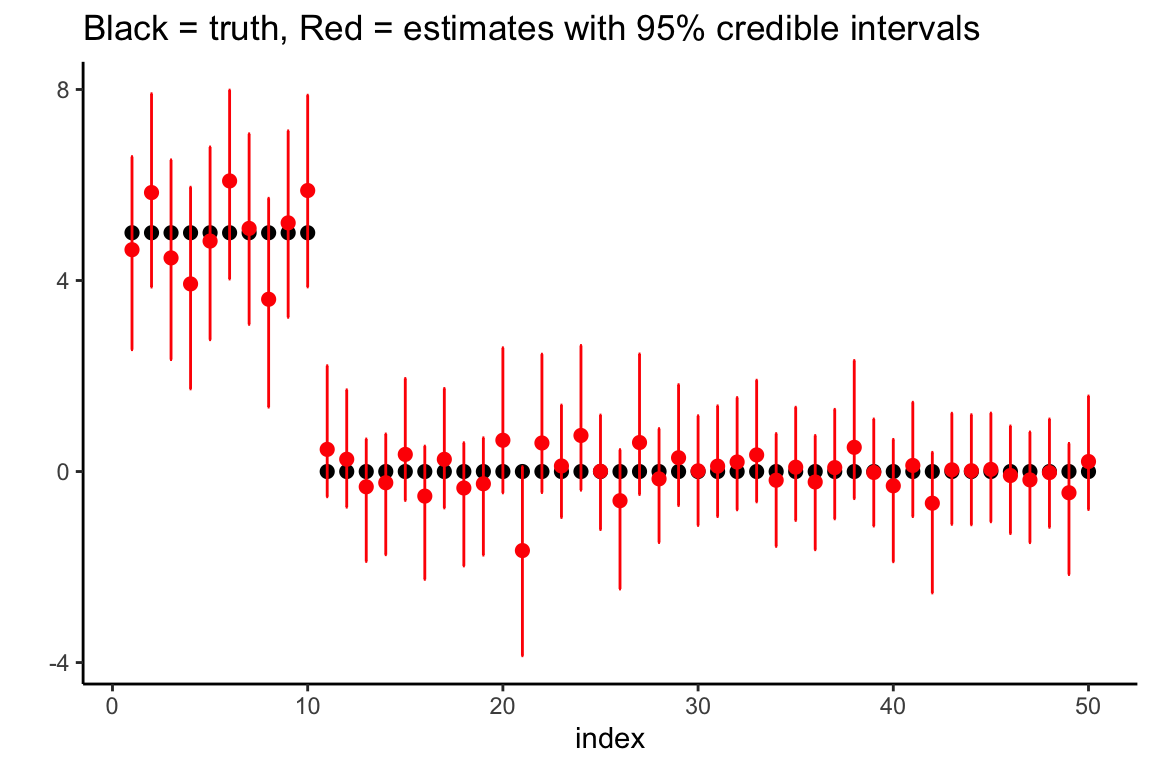 Black = truth, Red = estimates with 95% credible intervals
8
4
0
-4
0 10 20 30 40 50
index